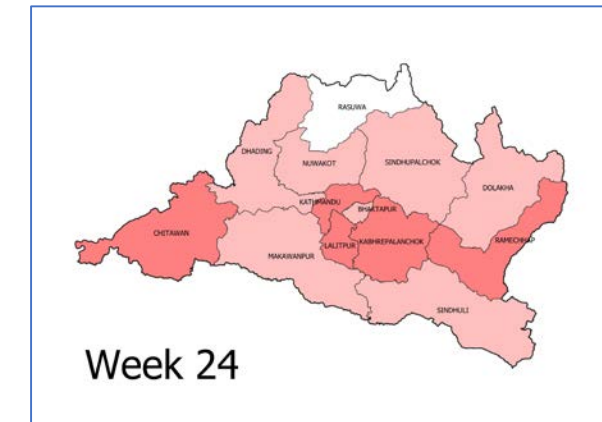 RASUWA
DHADING
NUWAKOT
SINDHUPALCHOK
DOLAKHA
KATHMANDU
BHAKTAPUR
CHITAWAN
LALITPUR
KABHREPALANCHOK
RAMECHHAP
MAKAWANPUR
SINDHULI
Week 24